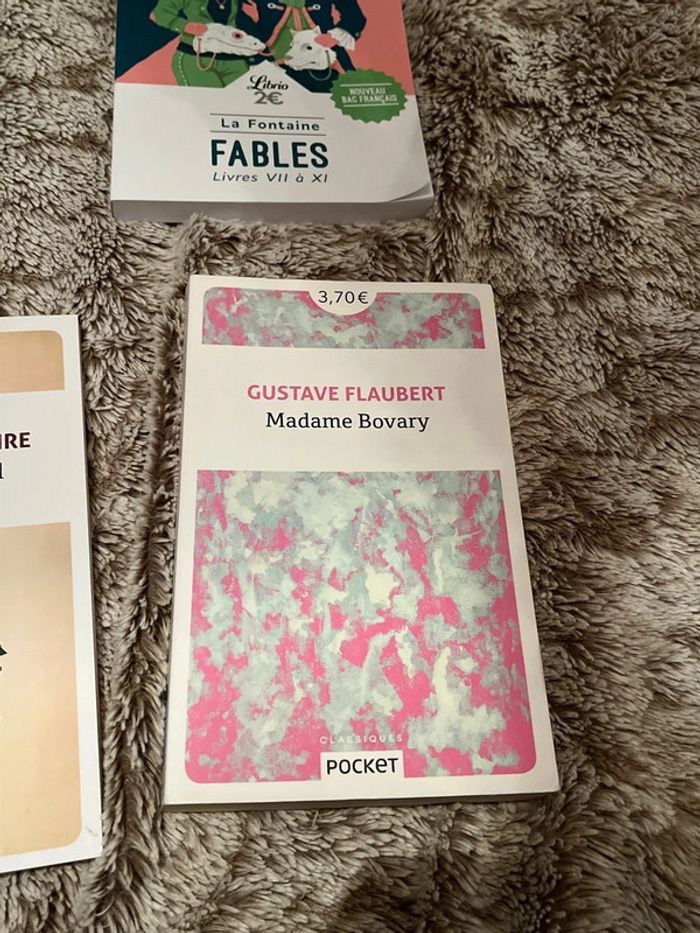 Librio
2€
NOUVEAU
BAC FRANÇAIS
La Fontaine
FABLES
Livres VII à XI
3,70€
GUSTAVE FLAUBERT
Madame Bovary
CLASSIQUES
POCKET
IRE
l